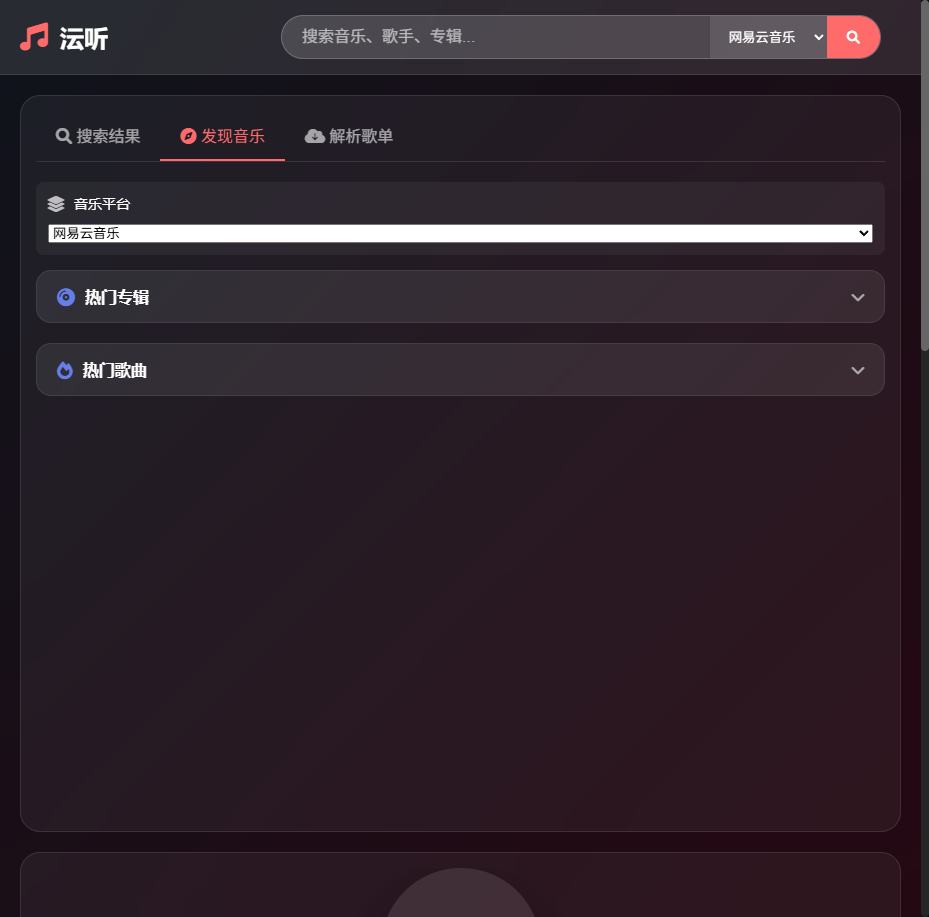 沄听
搜索音乐、歌手、专辑...
网易云音乐
搜索结果
发现音乐
解析歌单
音乐平台
网易云音乐
热门专辑
热门歌曲